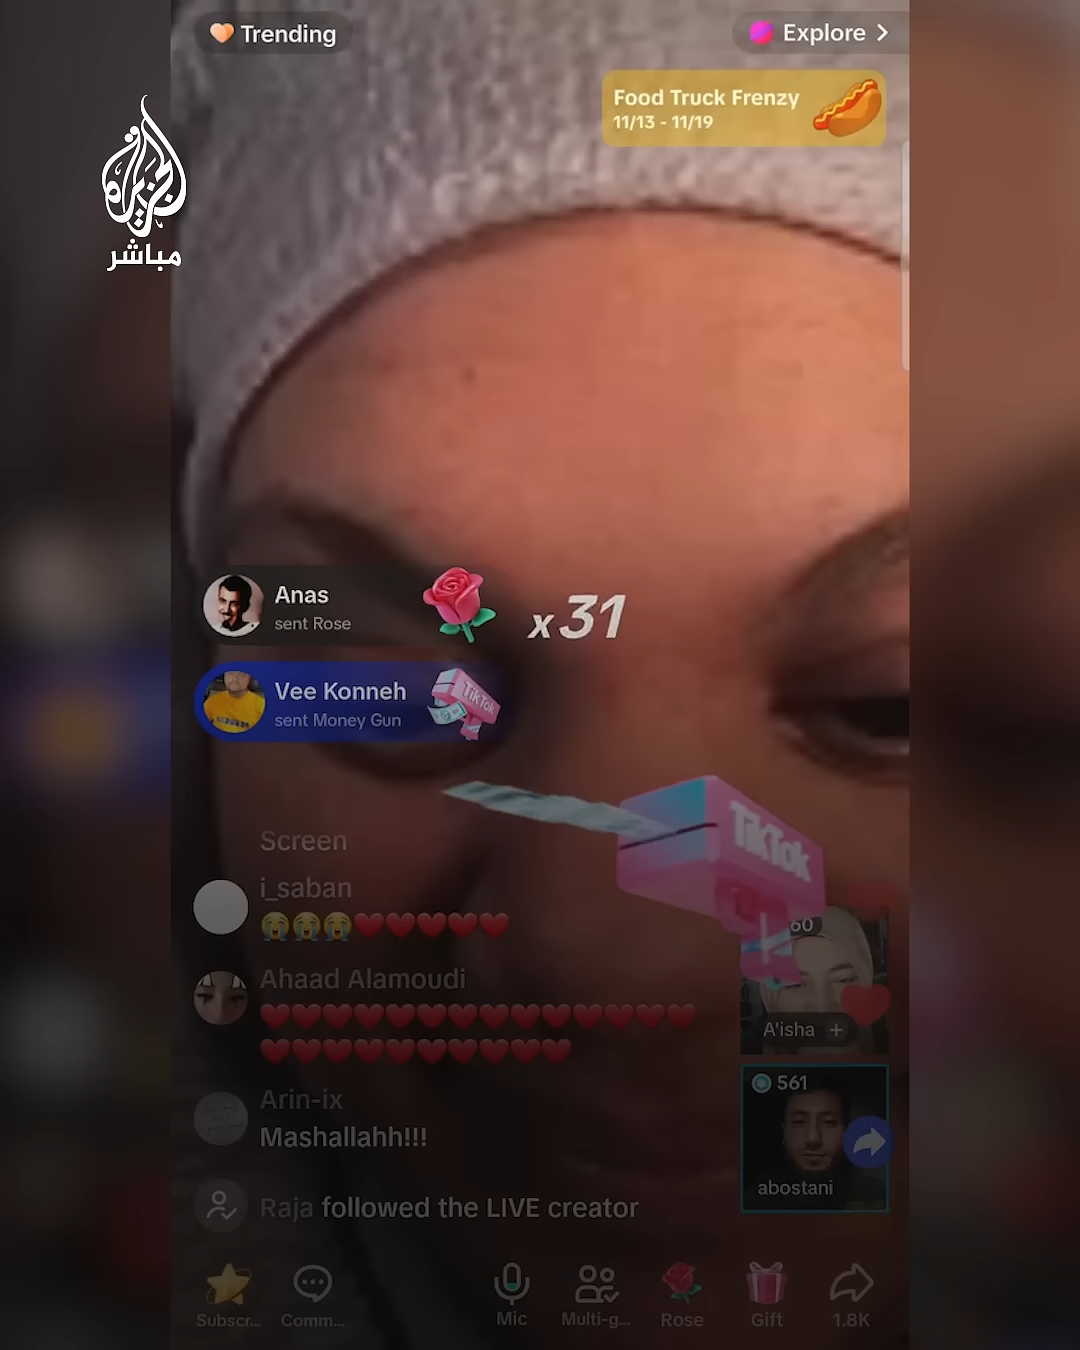 Trending
Explore
Food Truck Frenzy
11/13 - 11/19
الجزيرة
مباشر
Anas
sent Rose
x31
Vee Konneh
sent Money Gun
TikTok
TikTok
Screen
i_saban
60
Ahaad Alamoudi
A'isha +
561
Arin-ix
Mashallahh!!!
abostani
Raja followed the LIVE creator
Subscr...
Comm...
Mic
Multi-g...
Rose
Gift
1.8K